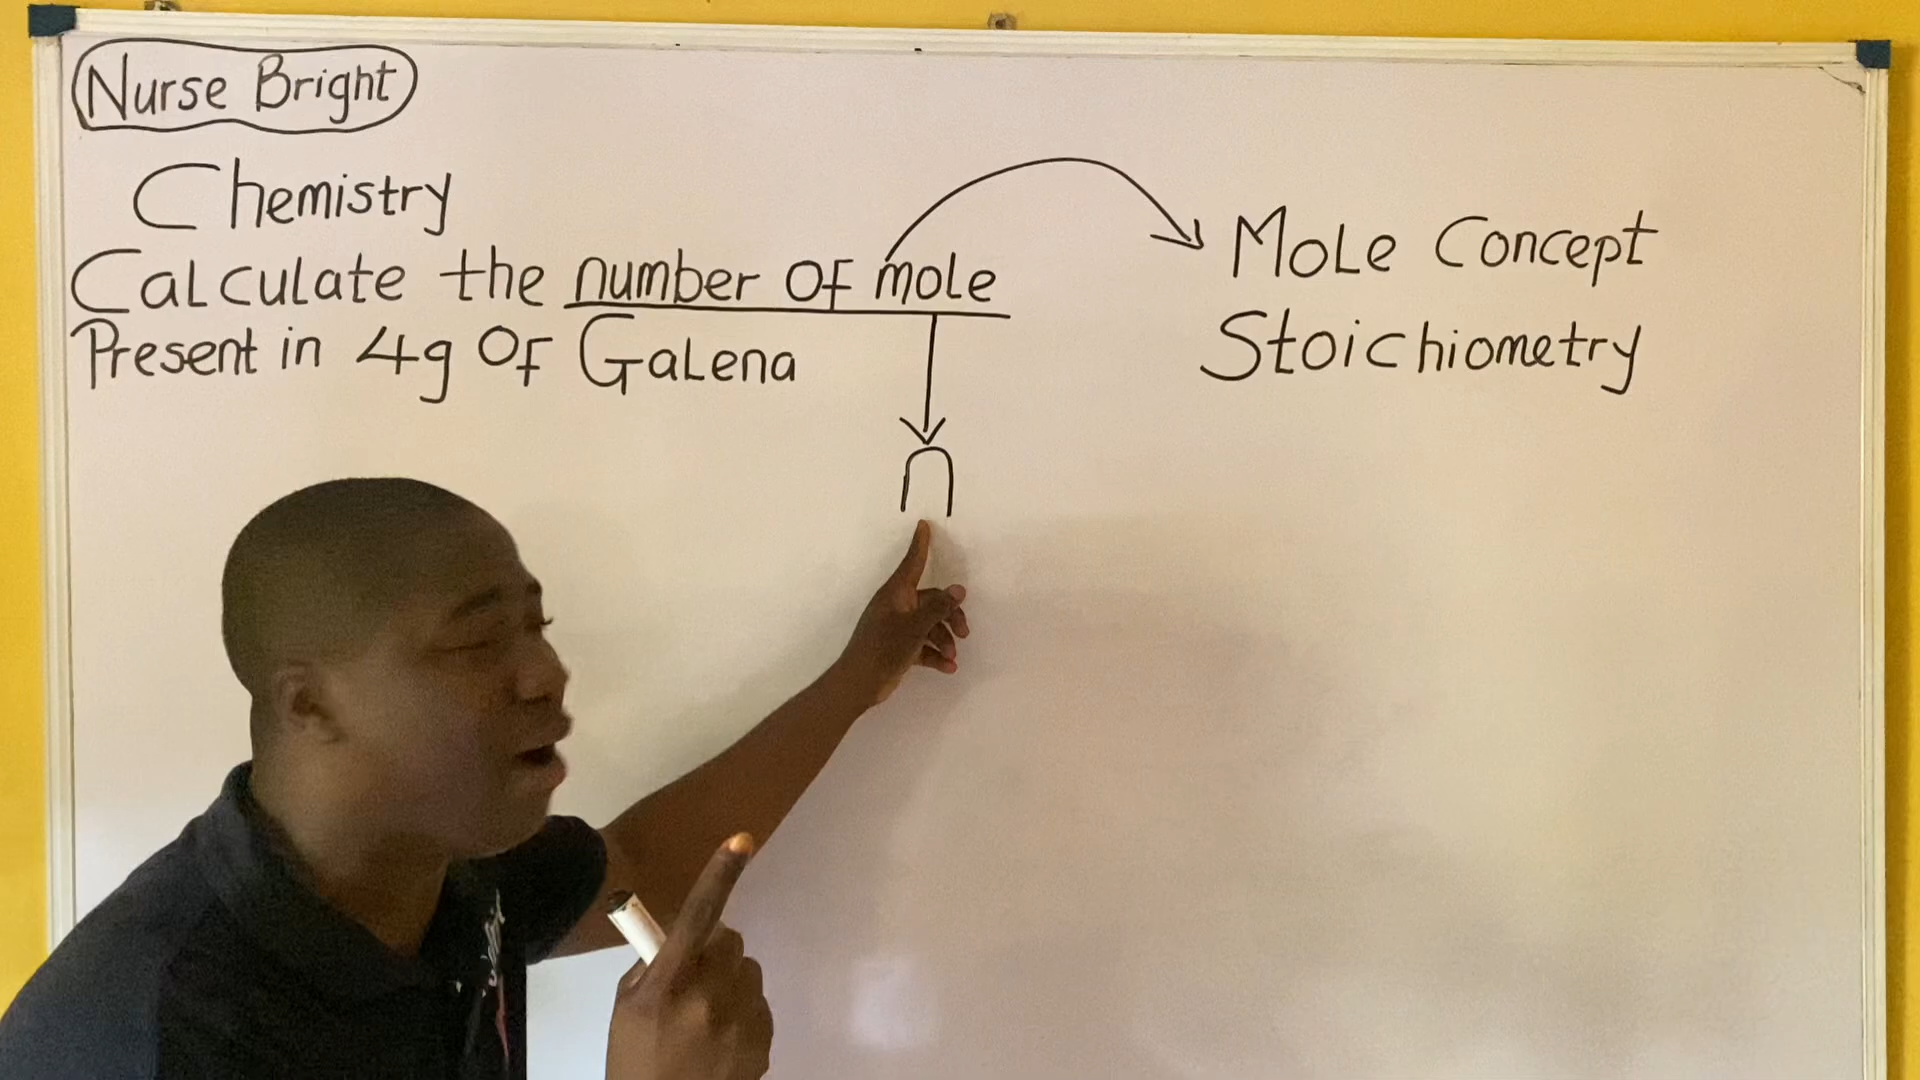 Nurse Bright
Chemistry
Calculate the number of mole
Present in 4g of Galena
n
Mole Concept
Stoichiometry